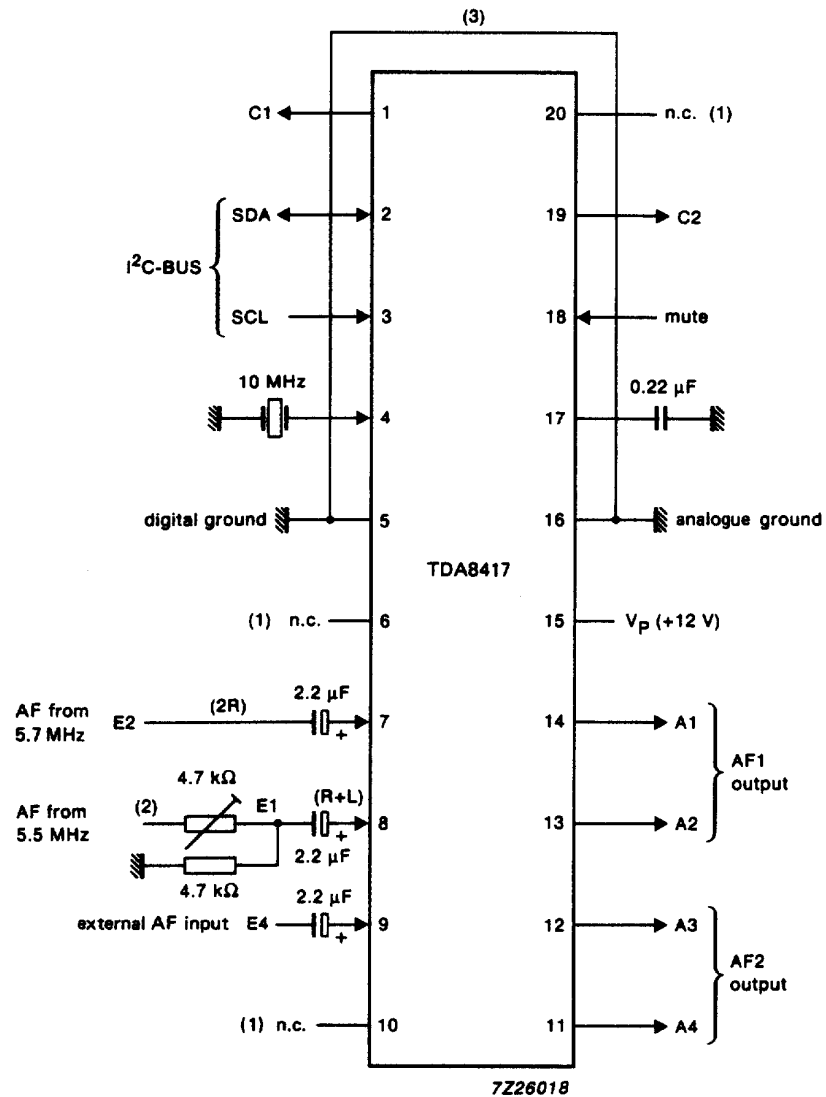 (3)
C1 1 20 n.c. (1)
SDA 2 19 C2
I²C-BUS
SCL 3 18 mute
10 MHz 0.22 µF
4 17
digital ground 5 16 analogue ground
TDA8417
(1) n.c. 6 15 VP (+12 V)
AF from
5.7 MHz
E2 (2R) 2.2 µF + 7 14 A1
AF1
output
4.7 kΩ
AF from
5.5 MHz
(2) E1 (R+L) + 8 13 A2
4.7 kΩ 2.2 µF
2.2 µF
external AF input E4 + 9 12 A3
AF2
output
(1) n.c. 10 11 A4
7Z26018